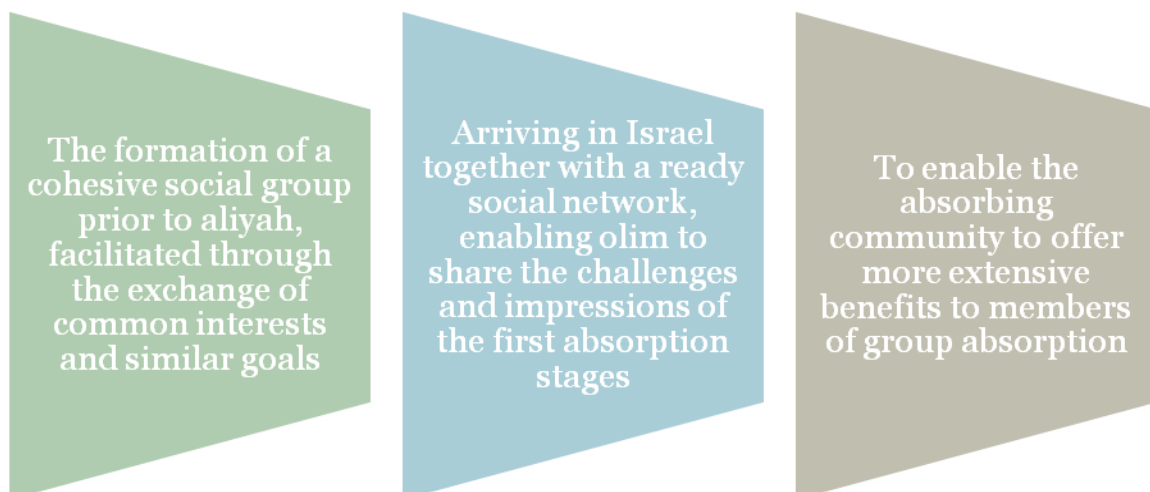 The formation of a
cohesive social group
prior to aliyah,
facilitated through
the exchange of
common interests
and similar goals
Arriving in Israel
together with a ready
social network,
enabling olim to
share the challenges
and impressions of
the first absorption
stages
To enable the
absorbing
community to offer
more extensive
benefits to members
of group absorption